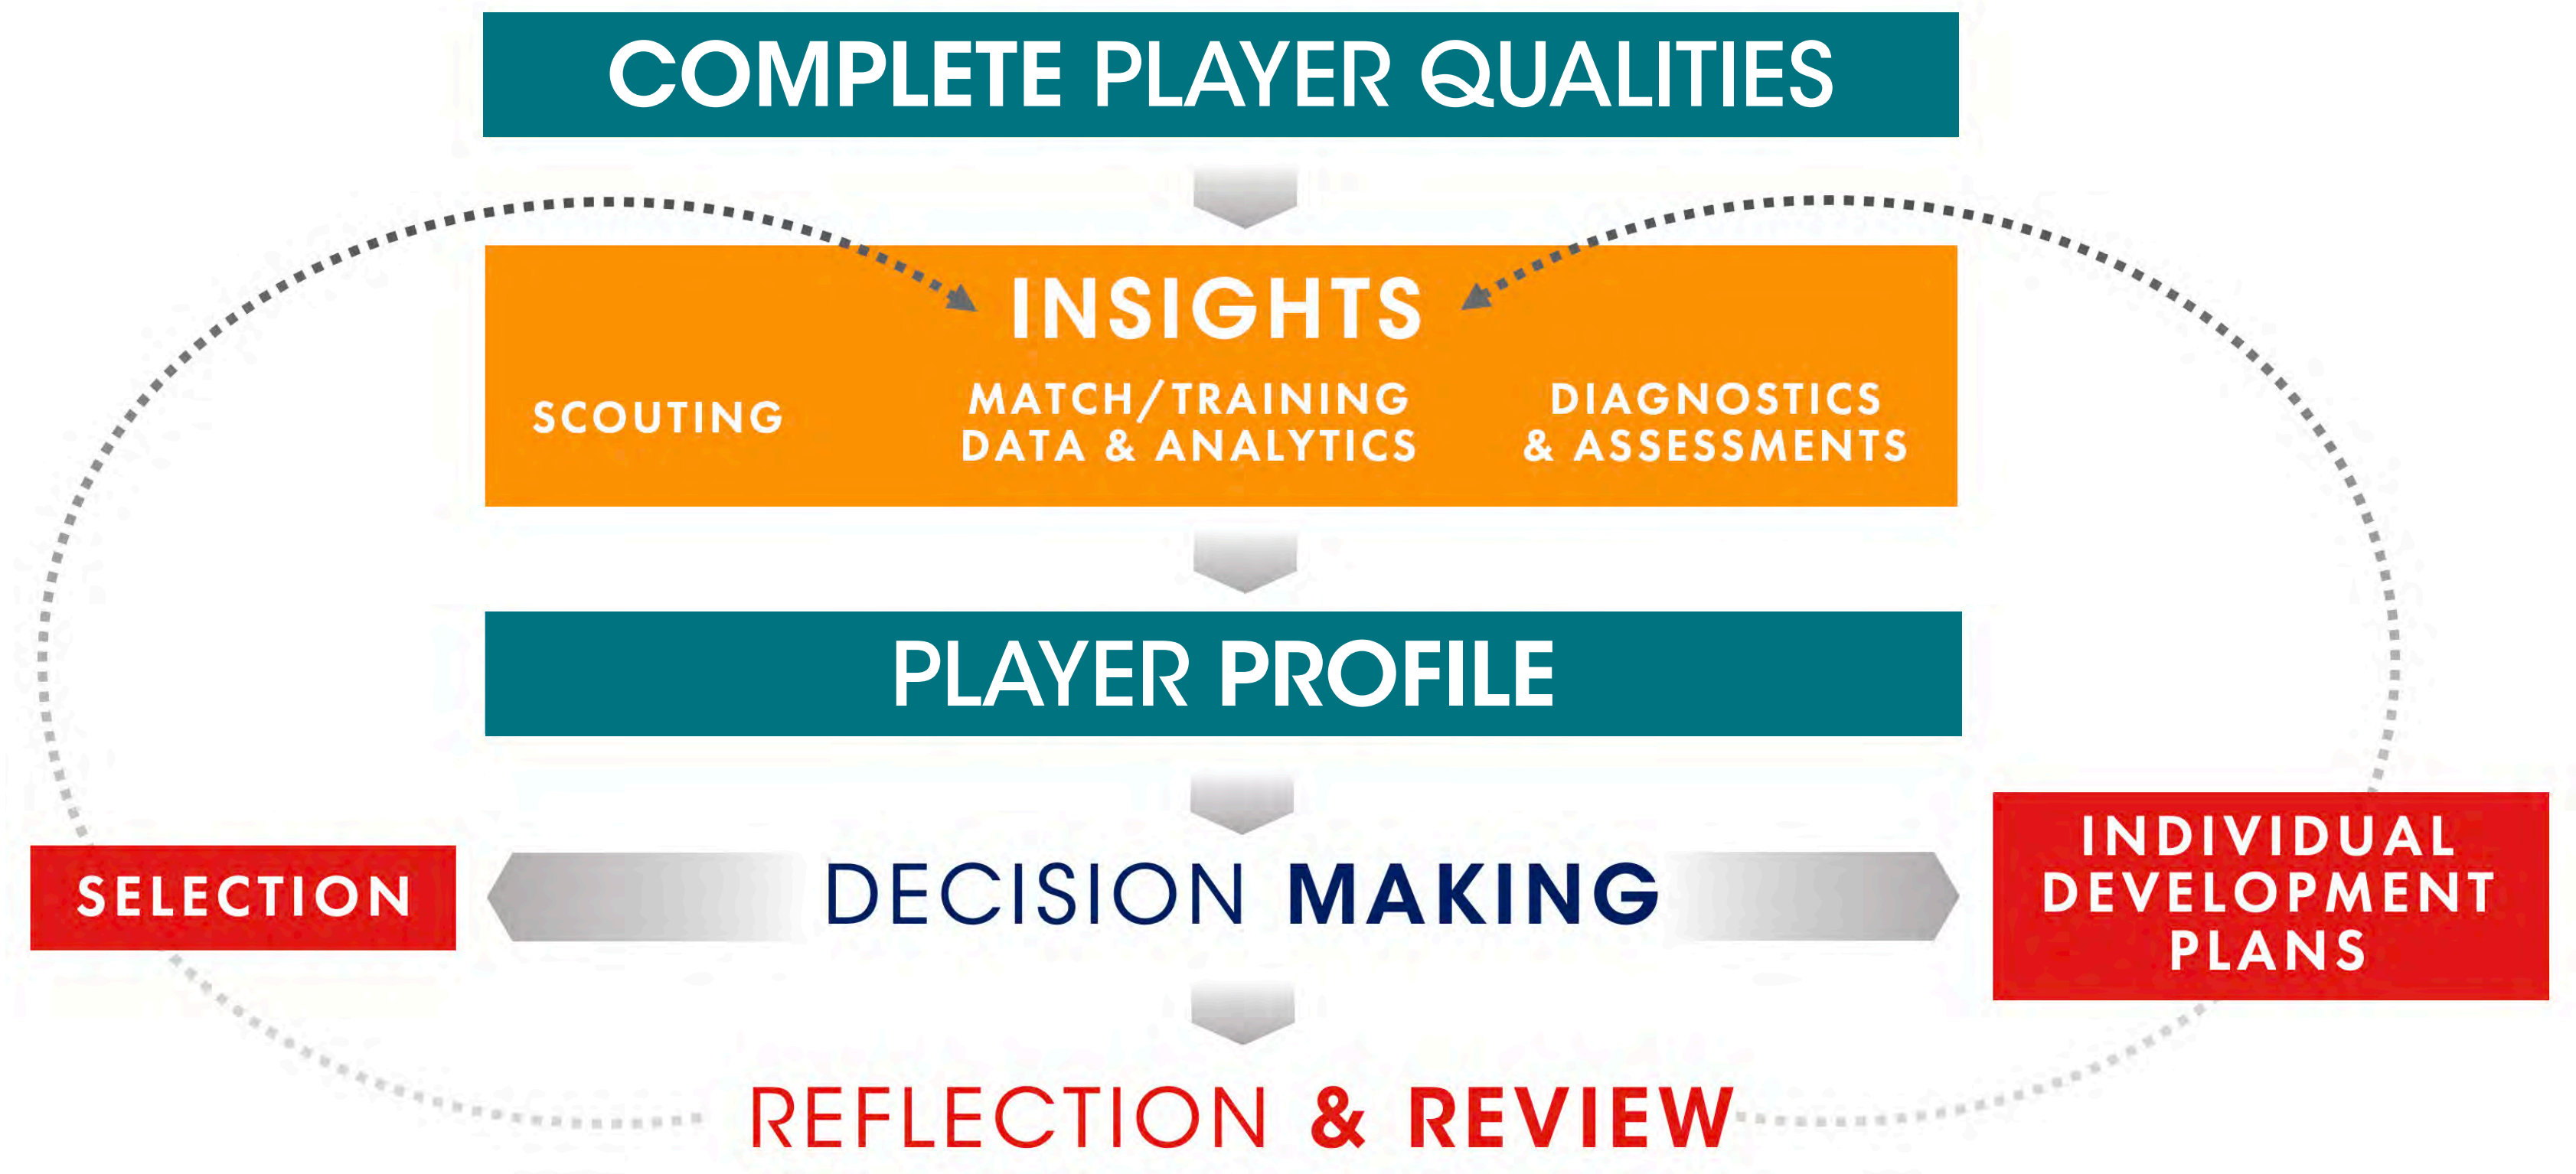 COMPLETE PLAYER QUALITIES
INSIGHTS
SCOUTING
MATCH/TRAINING
DATA & ANALYTICS
DIAGNOSTICS
& ASSESSMENTS
PLAYER PROFILE
SELECTION
DECISION MAKING
INDIVIDUAL
DEVELOPMENT
PLANS
REFLECTION & REVIEW